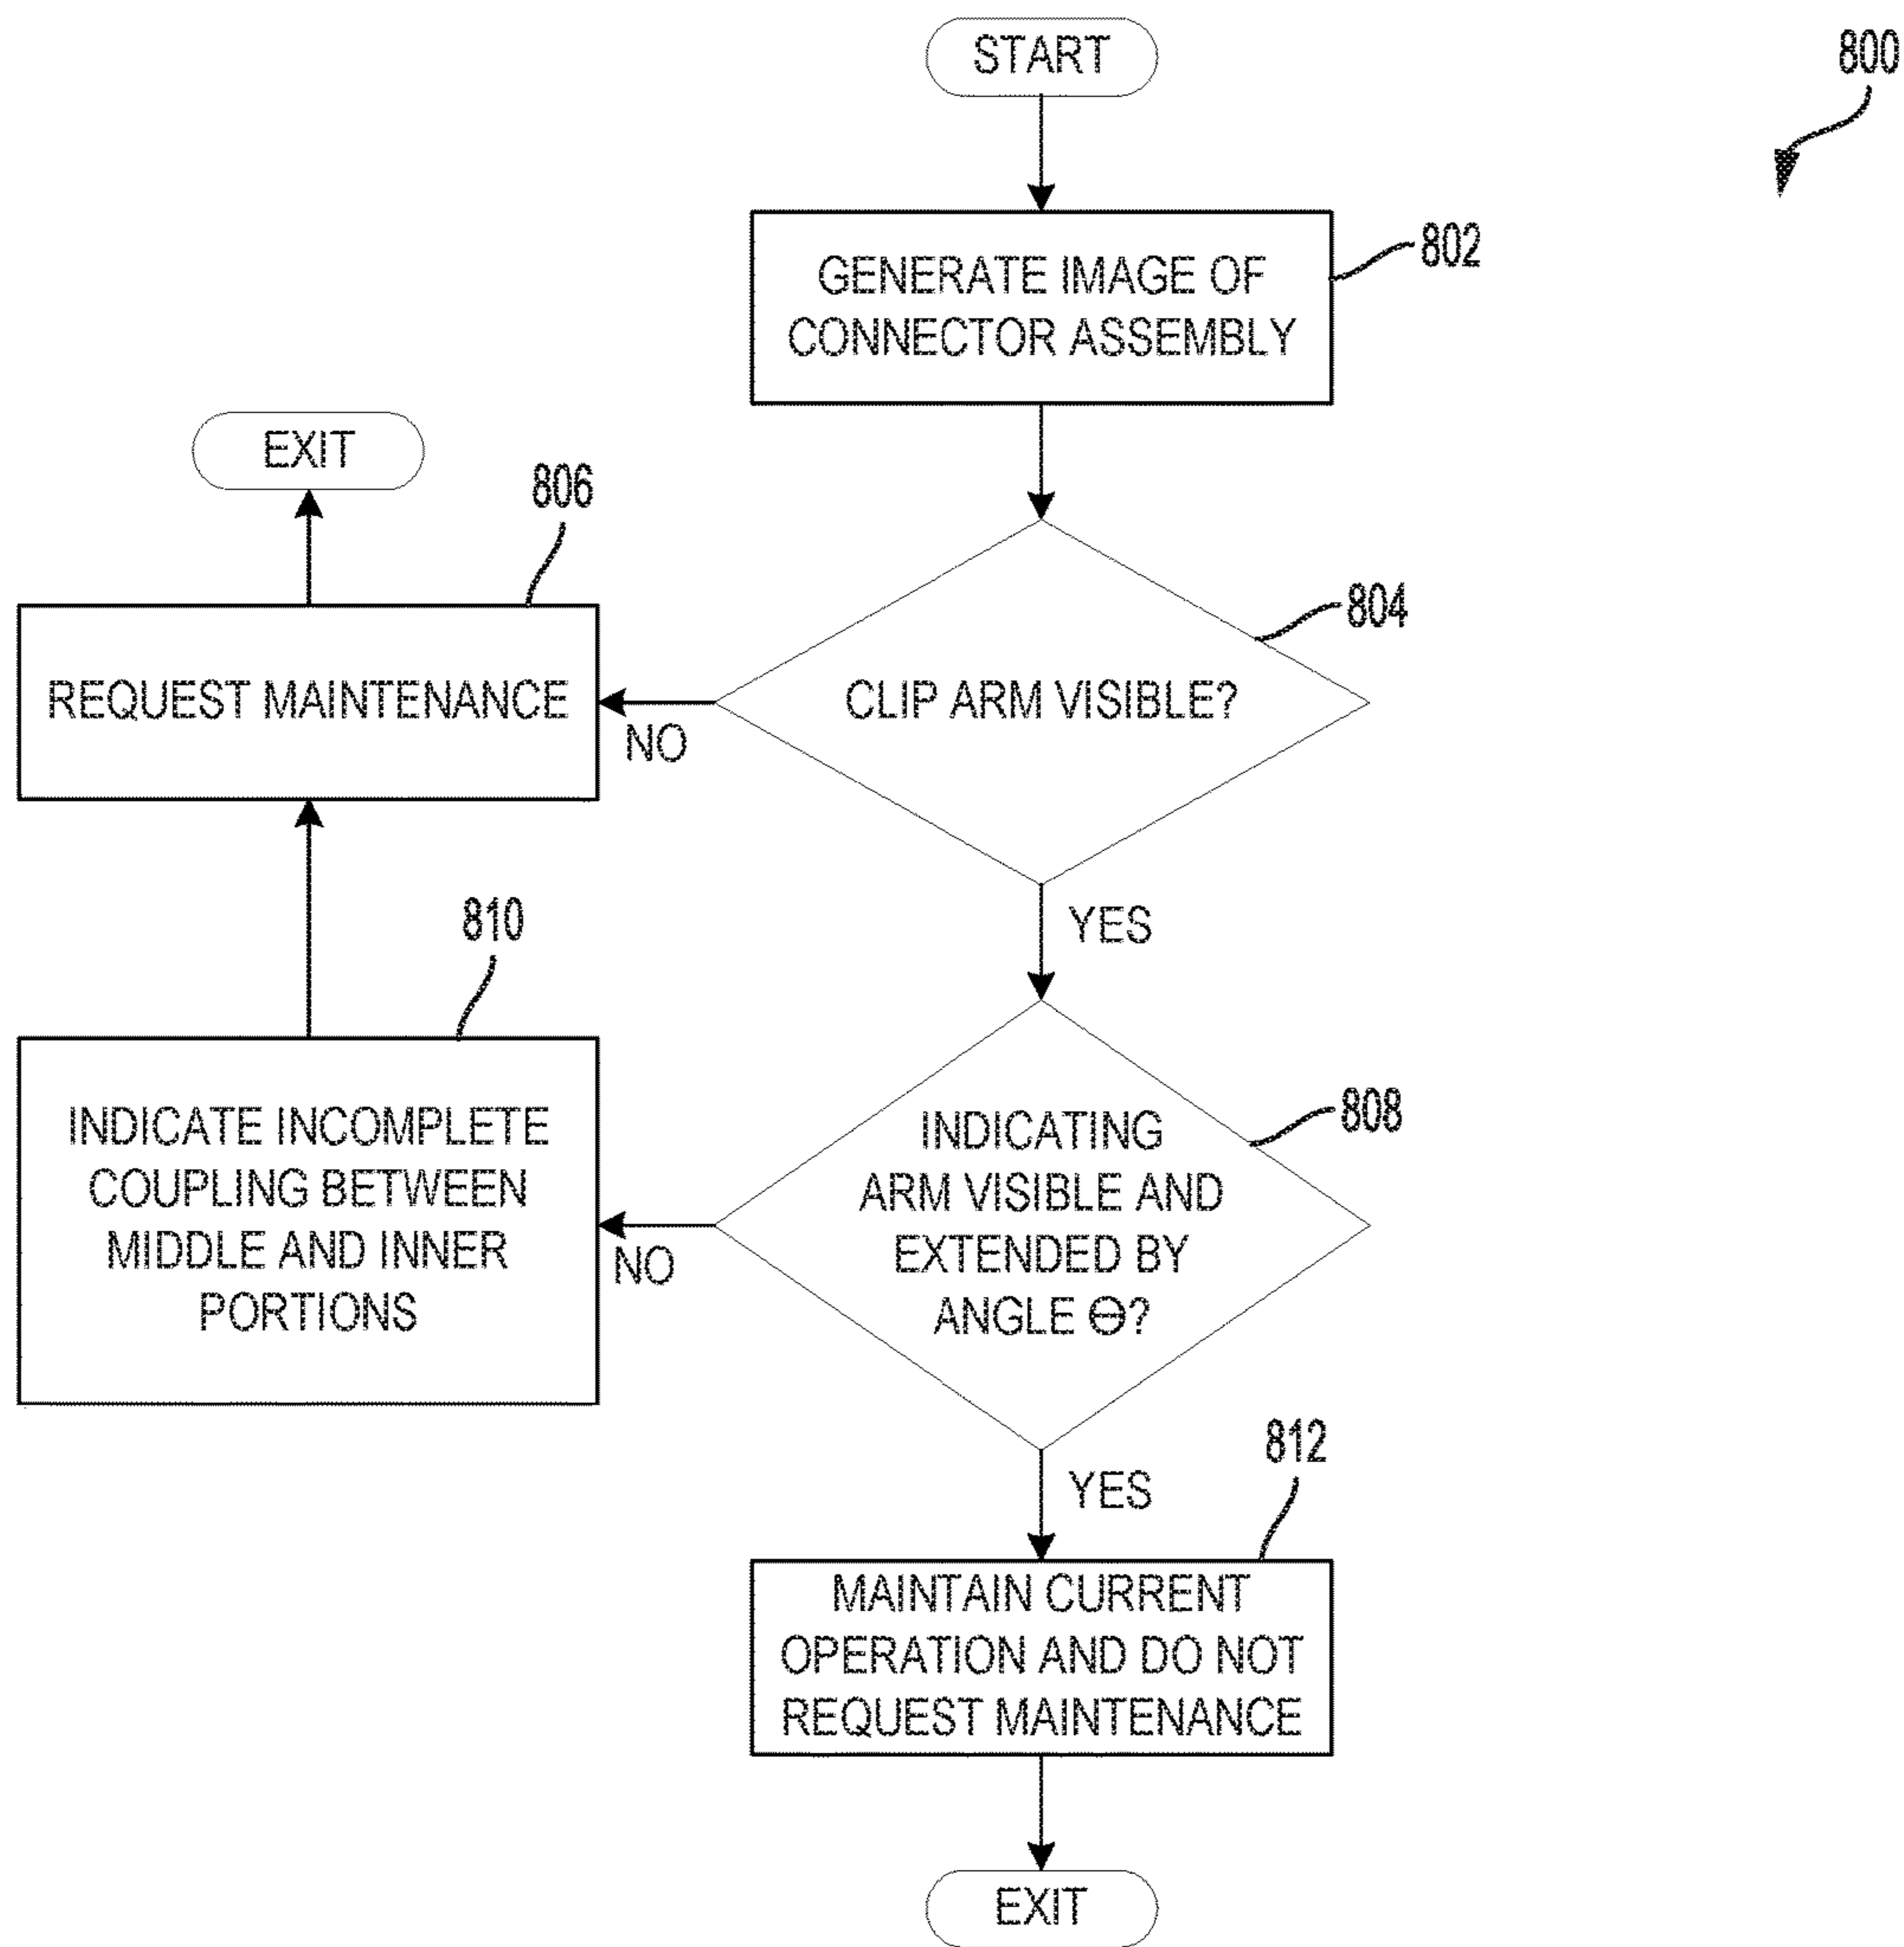 START
800
GENERATE IMAGE OF
CONNECTOR ASSEMBLY
802
EXIT
806
REQUEST MAINTENANCE
NO
CLIP ARM VISIBLE?
804
YES
810
INDICATE INCOMPLETE
COUPLING BETWEEN
MIDDLE AND INNER
PORTIONS
NO
INDICATING
ARM VISIBLE AND
EXTENDED BY
ANGLE Θ?
808
YES
812
MAINTAIN CURRENT
OPERATION AND DO NOT
REQUEST MAINTENANCE
EXIT